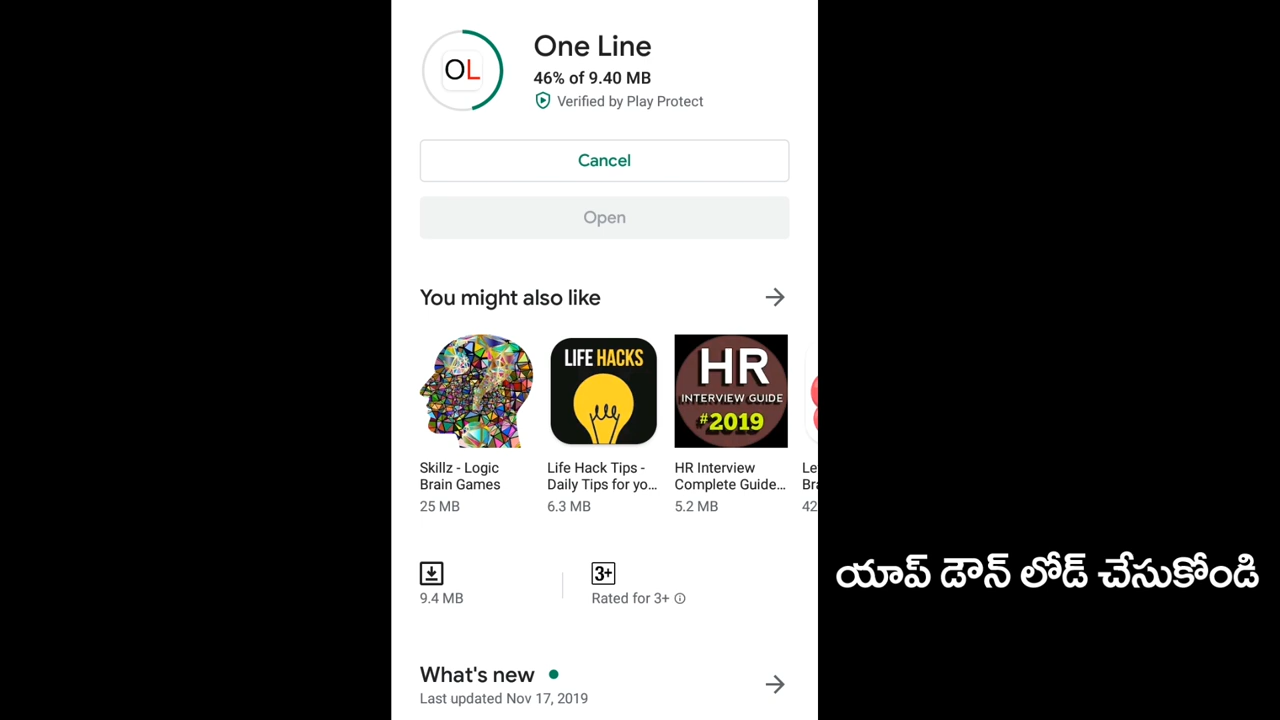 One Line
OL
46% of 9.40 MB
Verified by Play Protect
Cancel
Open
You might also like
LIFE HACKS
HR
INTERVIEW GUIDE
#2019
Skillz - Logic
Brain Games
25 MB
Life Hack Tips -
Daily Tips for yo...
6.3 MB
HR Interview
Complete Guide...
5.2 MB
Le
Bra
42
9.4 MB
3+
Rated for 3+
యాప్ డౌన్ లోడ్ చేసుకోండి
What's new
Last updated Nov 17, 2019